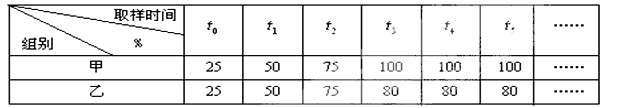 取样时间
组别 %
t₀ t₁ t₂ t₃ t₄ t ……
甲 25 50 75 100 100 100 ……
乙 25 50 75 80 80 80 ……